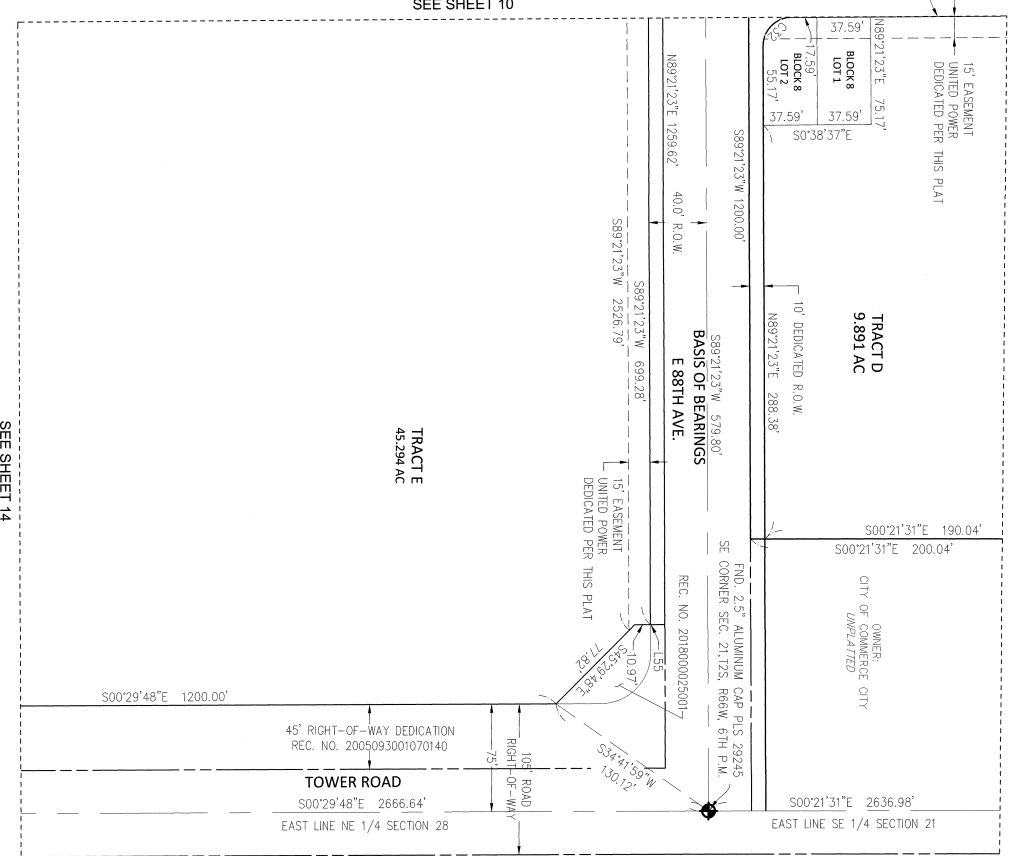 SEE SHEET 10
N89°21'23"E 75.17'
37.59'
BLOCK 8
LOT 1
17.59'
C32
BLOCK 8
LOT 2
55.17'
37.59'
37.59'
S0°38'37"E
15' EASEMENT
UNITED POWER
DEDICATED PER THIS PLAT
N89°21'23"E 1259.62'
S89°21'23"W 1200.00'
40.0' R.O.W.
S89°21'23"W 2526.79'
S89°21'23"W 699.28'
10' DEDICATED R.O.W.
N89°21'23"E 288.38'
TRACT D
9.891 AC
S89°21'23"W 579.80'
BASIS OF BEARINGS
E 88TH AVE.
TRACT E
45.294 AC
15' EASEMENT
UNITED POWER
DEDICATED PER THIS PLAT
SEE SHEET 14
S00°21'31"E 190.04'
S00°21'31"E 200.04'
OWNER:
CITY OF COMMERCE CITY
UNPLATTED
FND. 2.5" ALUMINUM CAP PLS 29245
SE CORNER SEC. 21,T2S, R66W, 6TH P.M.
REC. NO. 2018000025001
L55
10.97'
S45°29'48"E
77.82'
S34°41'59"W
130.12'
S00°29'48"E 1200.00'
45' RIGHT-OF-WAY DEDICATION
REC. NO. 2005093001070140
75'
105' ROAD
RIGHT-OF-WAY
TOWER ROAD
S00°29'48"E 2666.64'
EAST LINE NE 1/4 SECTION 28
S00°21'31"E 2636.98'
EAST LINE SE 1/4 SECTION 21